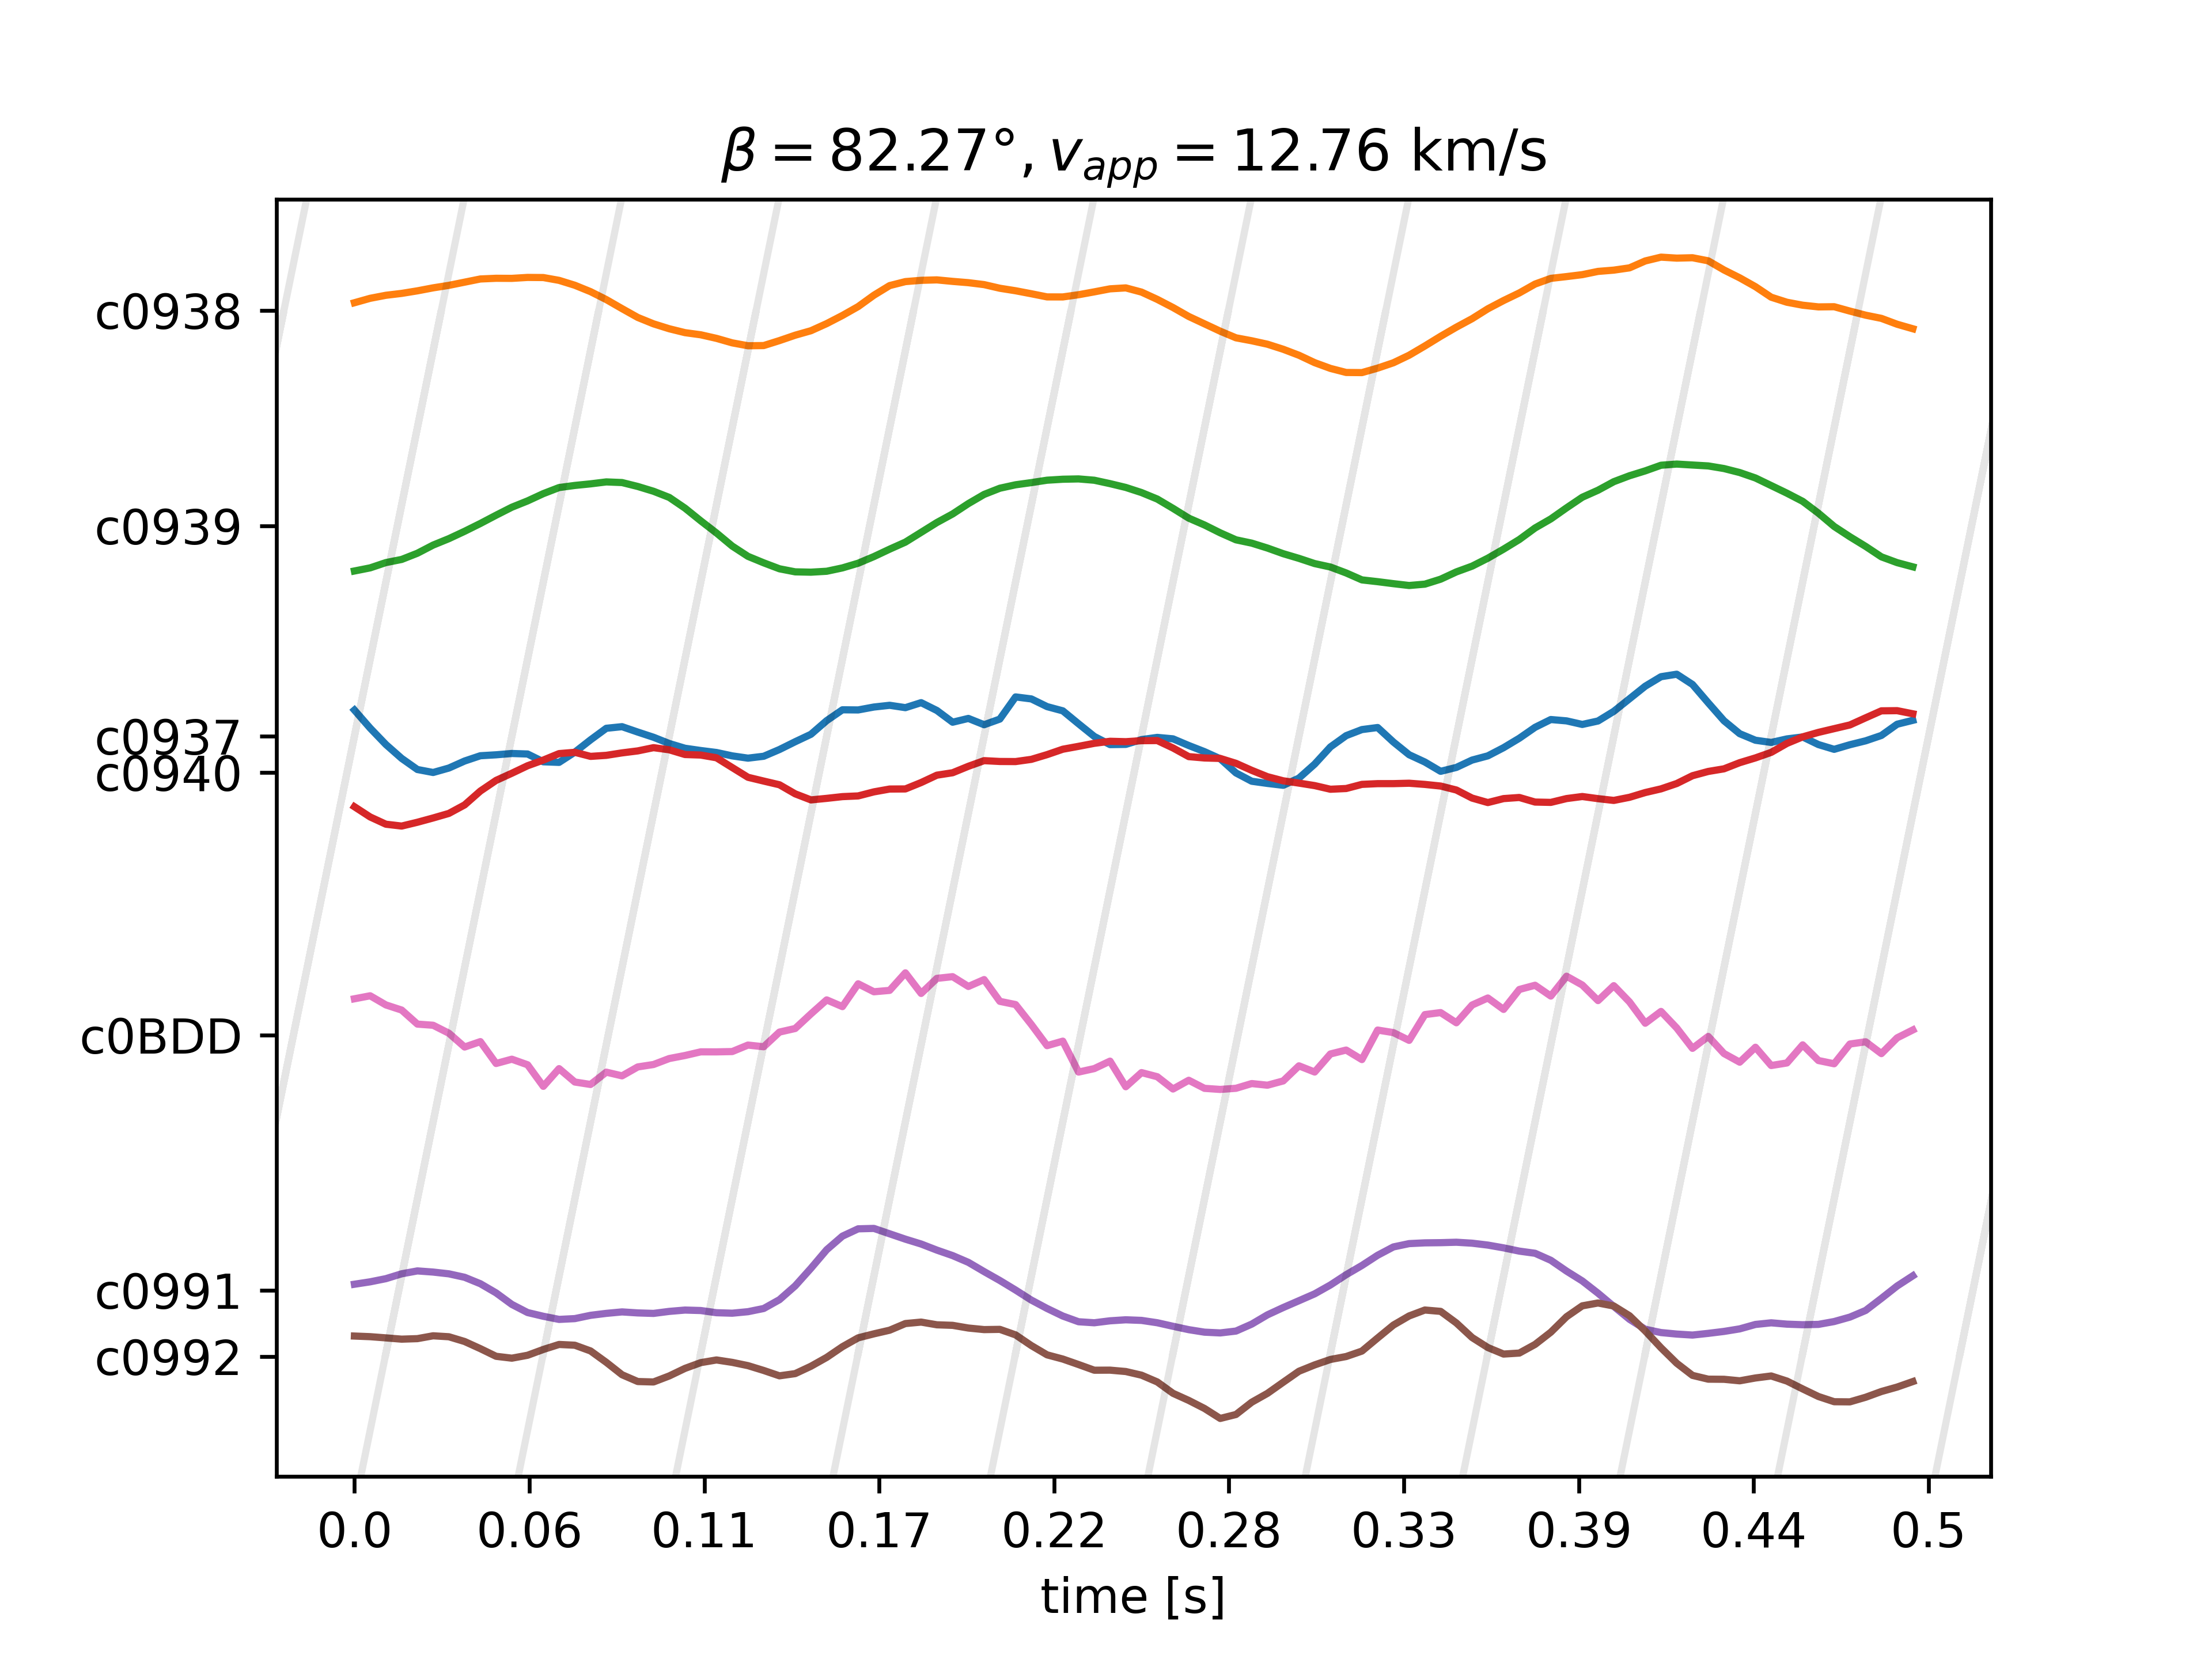 β = 82.27°, v_app = 12.76 km/s
c0938
c0939
c0937
c0940
c0BDD
c0991
c0992
0.0 0.06 0.11 0.17 0.22 0.28 0.33 0.39 0.44 0.5
time [s]